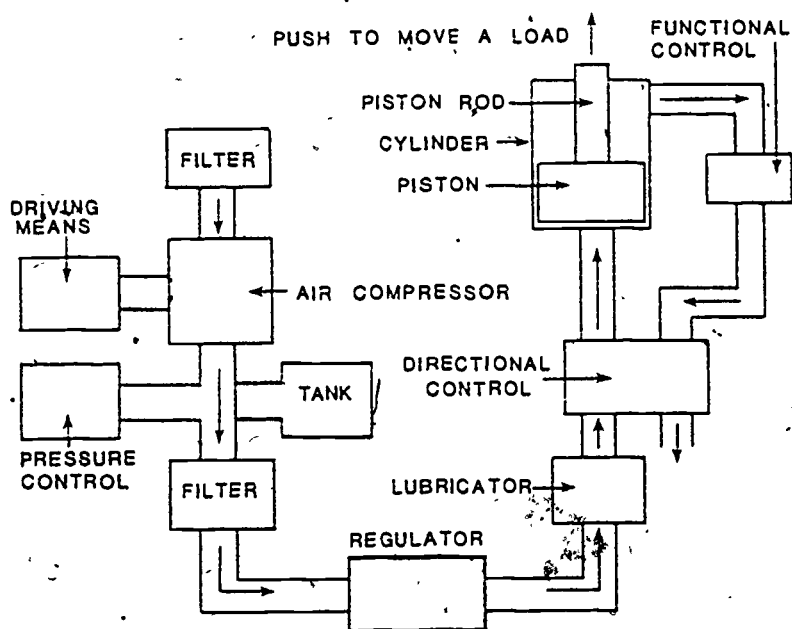 PUSH TO MOVE A LOAD
FUNCTIONAL
CONTROL
PISTON ROD
CYLINDER
PISTON
FILTER
DRIVING
MEANS
AIR COMPRESSOR
DIRECTIONAL
CONTROL
TANK
PRESSURE
CONTROL
FILTER
LUBRICATOR
REGULATOR